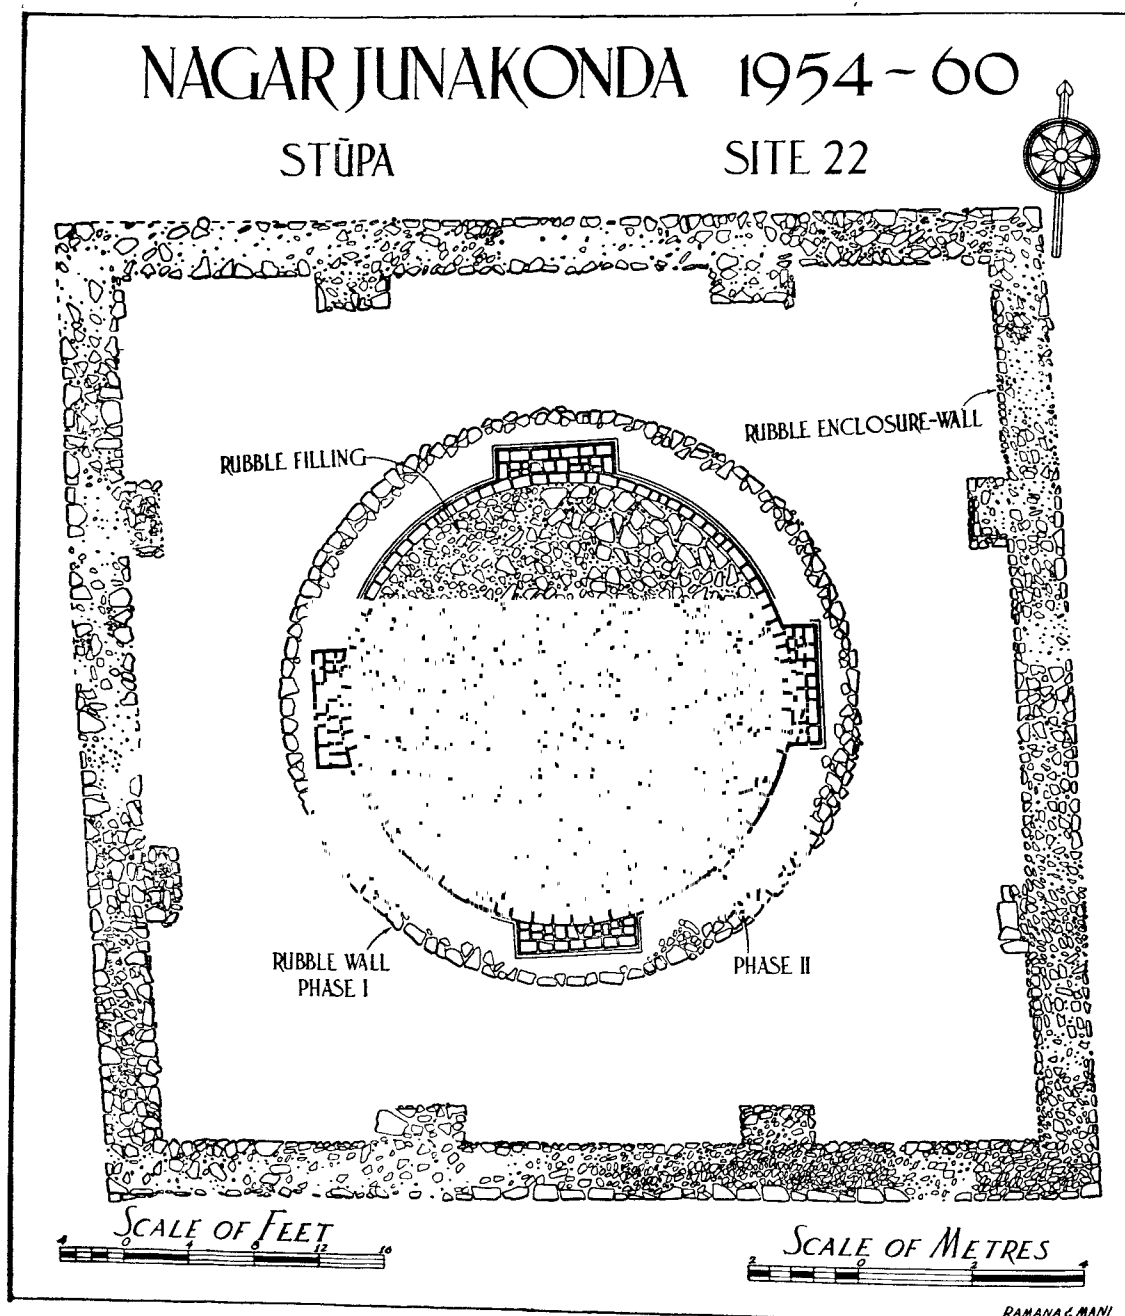 NAGARJUNAKONDA 1954-60
STŪPA SITE 22
RUBBLE ENCLOSURE-WALL
RUBBLE FILLING
RUBBLE WALL
PHASE I
PHASE II
SCALE OF FEET
4 0 4 8 12 16
SCALE OF METRES
2 0 2 4
RAMANA & MANI